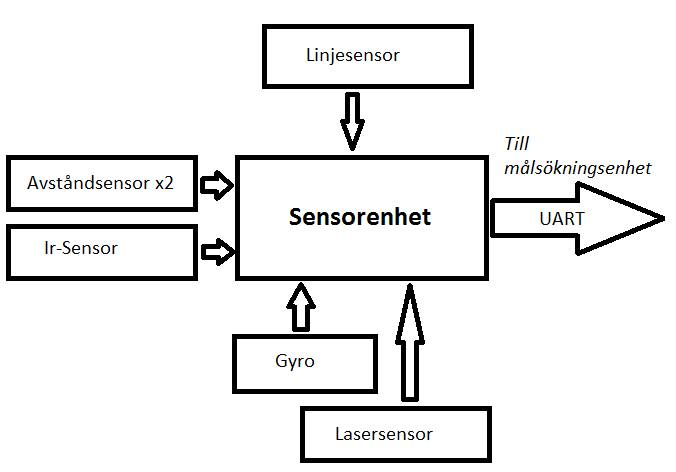 Linjesensor
Till
målsökningsenhet
Avståndsensor x2
Sensorenhet
UART
Ir-Sensor
Gyro
Lasersensor